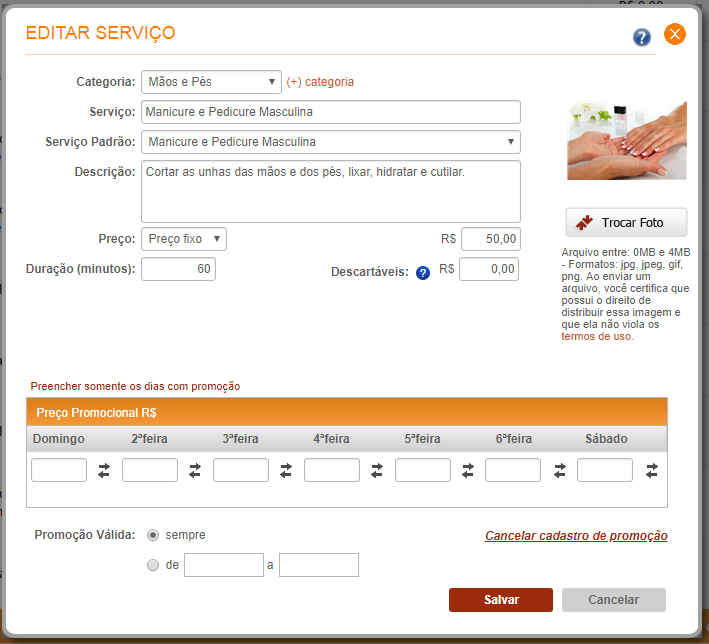 EDITAR SERVIÇO
Categoria: Mãos e Pés (+) categoria
Serviço: Manicure e Pedicure Masculina
Serviço Padrão: Manicure e Pedicure Masculina
Descrição: Cortar as unhas das mãos e dos pés, lixar, hidratar e cutilar.
Preço: Preço fixo R$ 50,00
Duração (minutos): 60 Descartáveis: ? R$ 0,00
Trocar Foto
Arquivo entre: 0MB e 4MB
- Formatos: jpg, jpeg, gif,
png. Ao enviar um
arquivo, você certifica que
possui o direito de
distribuir essa imagem e
que ela não viola os
termos de uso.
Preencher somente os dias com promoção
Preço Promocional R$
Domingo 2ªfeira 3ªfeira 4ªfeira 5ªfeira 6ªfeira Sábado
Promoção Válida: sempre Cancelar cadastro de promoção
de a
Salvar Cancelar